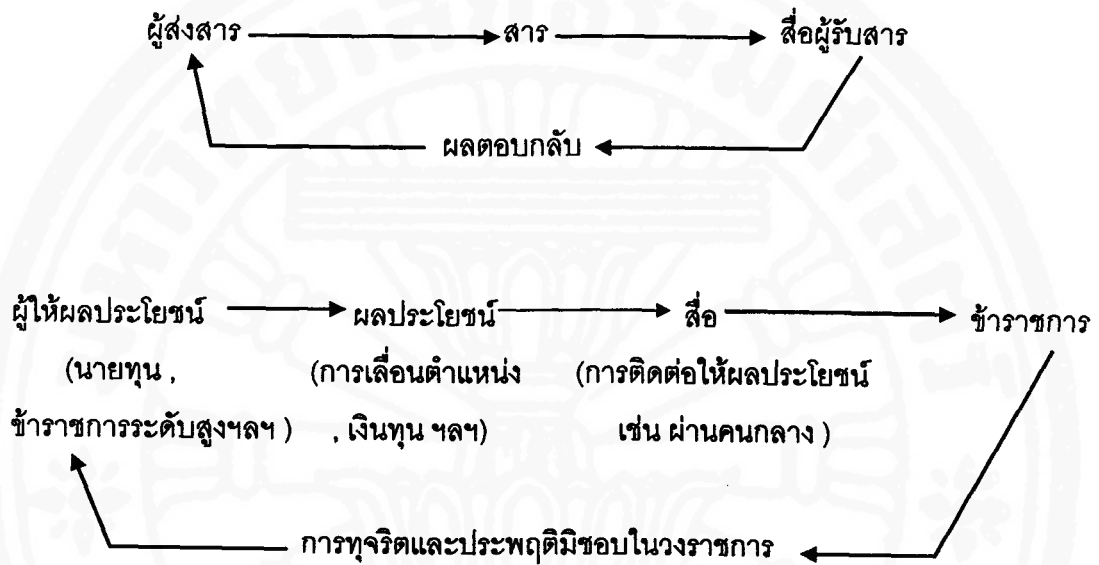 ผู้ส่งสาร สาร สื่อผู้รับสาร
ผลตอบกลับ
ผู้ให้ผลประโยชน์ ผลประโยชน์ สื่อ ข้าราชการ
(นายทุน , (การเลื่อนตำแหน่ง (การติดต่อให้ผลประโยชน์
ข้าราชการระดับสูงฯลฯ ) , เงินทุน ฯลฯ) เช่น ผ่านคนกลาง )
การทุจริตและประพฤติมิชอบในวงราชการ